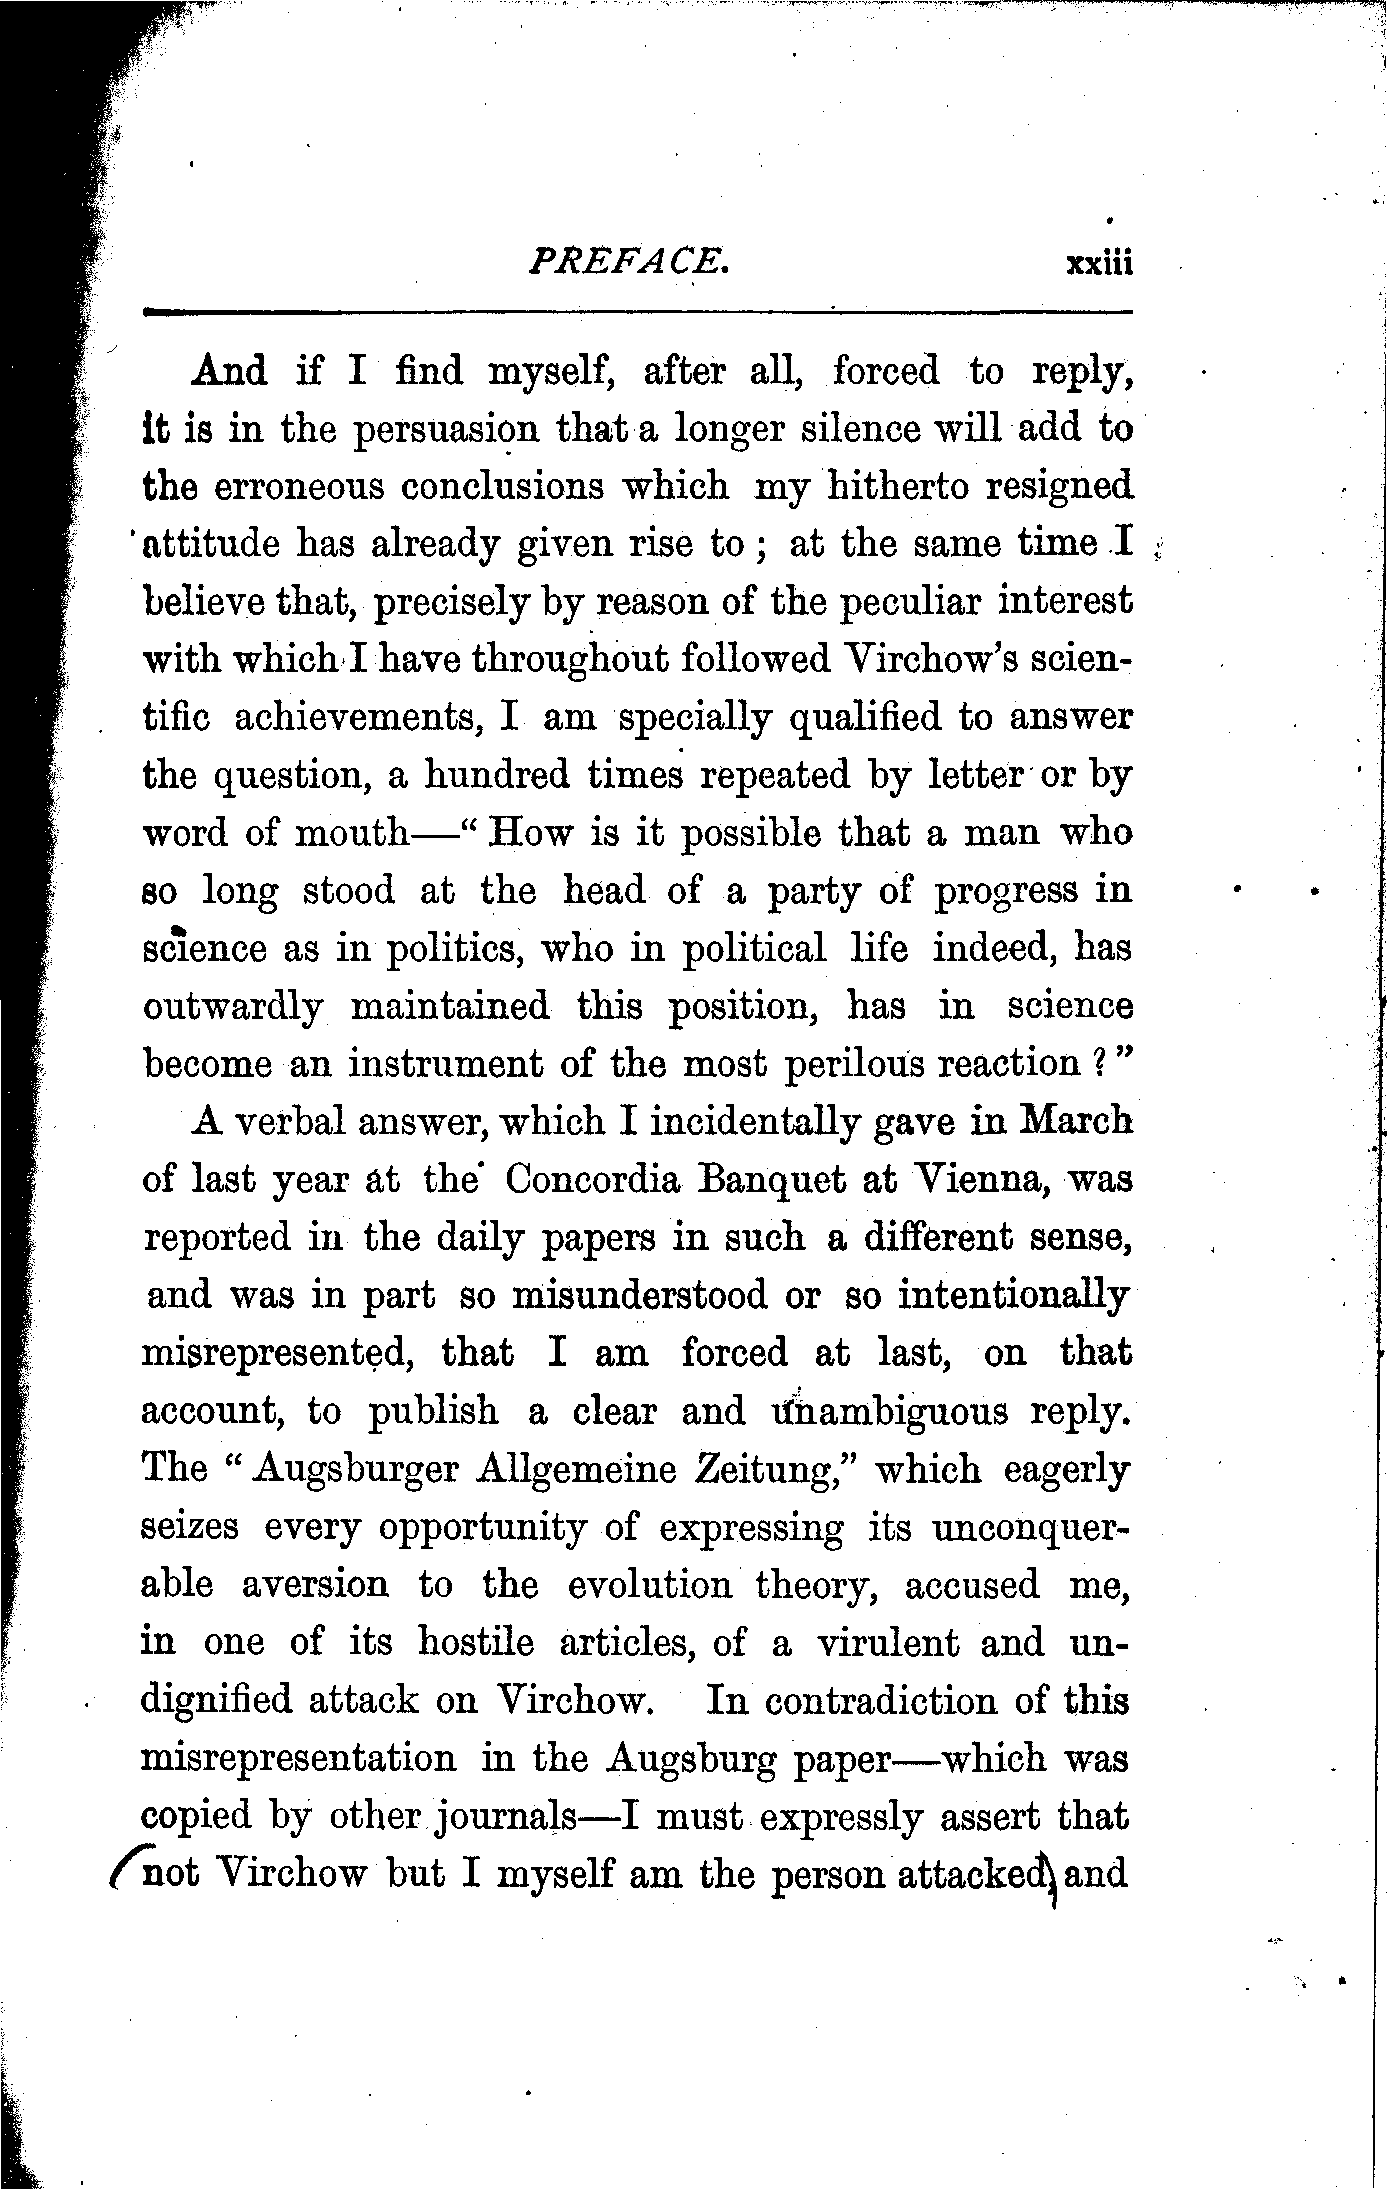 PREFACE. xxiii
And if I find myself, after all, forced to reply,
it is in the persuasion that a longer silence will add to
the erroneous conclusions which my hitherto resigned
attitude has already given rise to ; at the same time I
believe that, precisely by reason of the peculiar interest
with which I have throughout followed Virchow's scien-
tific achievements, I am specially qualified to answer
the question, a hundred times repeated by letter or by
word of mouth—“ How is it possible that a man who
so long stood at the head of a party of progress in
science as in politics, who in political life indeed, has
outwardly maintained this position, has in science
become an instrument of the most perilous reaction ? ”
A verbal answer, which I incidentally gave in March
of last year at the Concordia Banquet at Vienna, was
reported in the daily papers in such a different sense,
and was in part so misunderstood or so intentionally
misrepresented, that I am forced at last, on that
account, to publish a clear and unambiguous reply.
The “ Augsburger Allgemeine Zeitung,” which eagerly
seizes every opportunity of expressing its unconquer-
able aversion to the evolution theory, accused me,
in one of its hostile articles, of a virulent and un-
dignified attack on Virchow. In contradiction of this
misrepresentation in the Augsburg paper—which was
copied by other journals—I must expressly assert that
(not Virchow but I myself am the person attacked) and